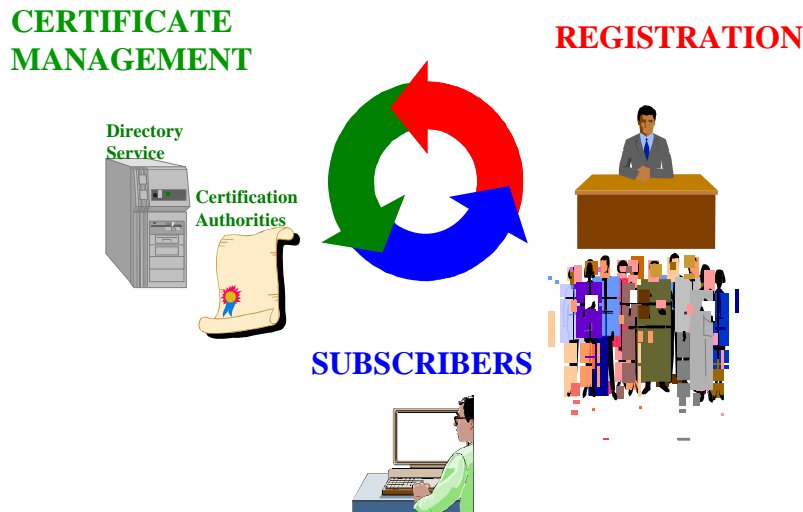 CERTIFICATE
MANAGEMENT
REGISTRATION
Directory
Service
Certification
Authorities
SUBSCRIBERS